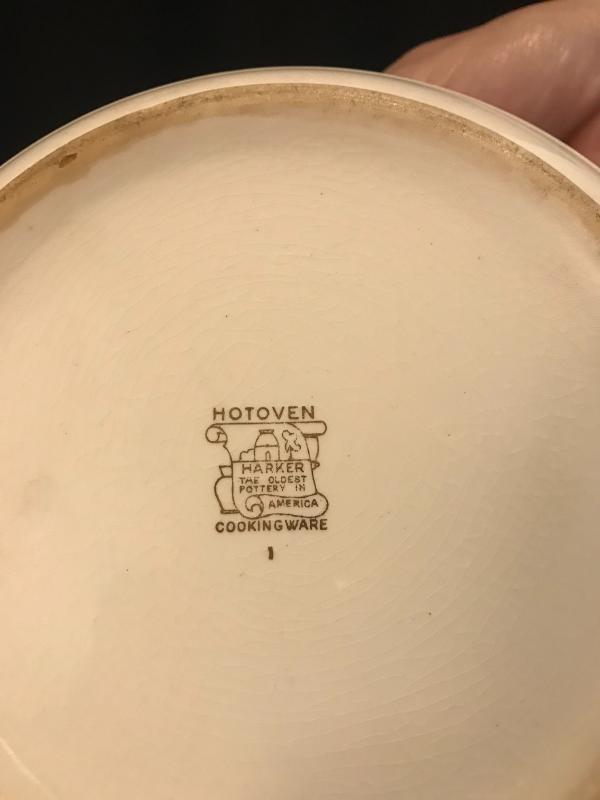 HOTOVEN
HARKER
THE OLDEST
POTTERY IN
AMERICA
COOKINGWARE
1